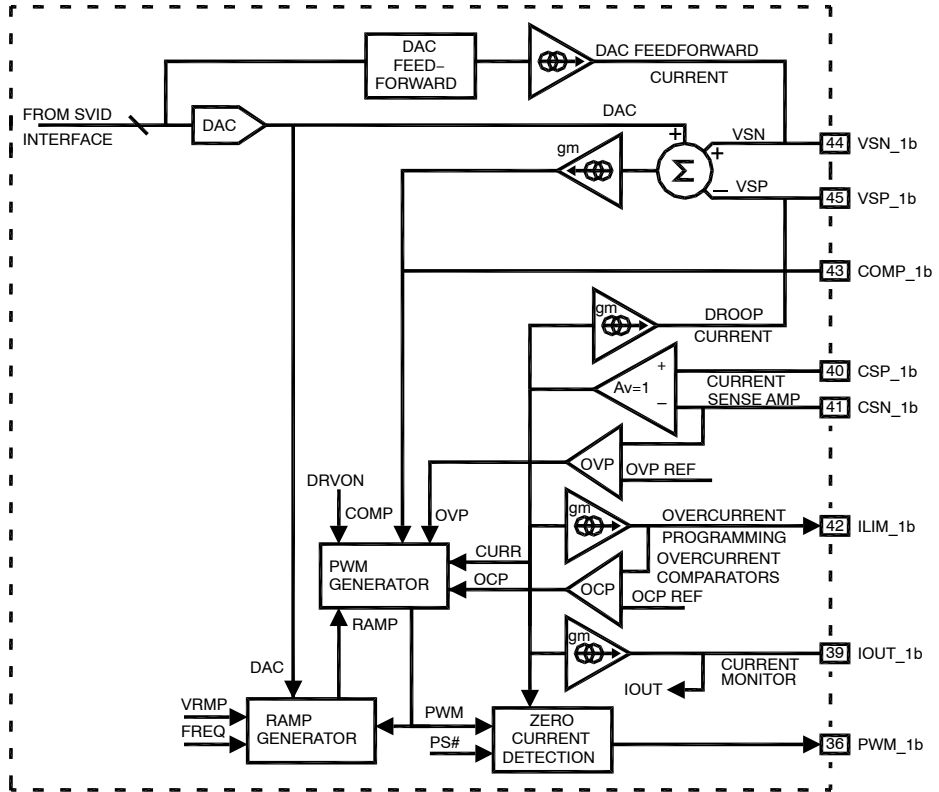 DAC
FEED–
FORWARD
DAC FEEDFORWARD
CURRENT
FROM SVID
INTERFACE
DAC
DAC
gm
+
Σ
+
–
VSN
VSP
44 VSN_1b
45 VSP_1b
43 COMP_1b
gm
DROOP
CURRENT
Av=1
+
–
CURRENT
SENSE AMP
40 CSP_1b
41 CSN_1b
OVP
OVP REF
DRVON
COMP
OVP
gm
OVERCURRENT
PROGRAMMING
42 ILIM_1b
OVERCURRENT
COMPARATORS
PWM
GENERATOR
CURR
OCP
OCP
OCP REF
RAMP
gm
CURRENT
MONITOR
39 IOUT_1b
IOUT
DAC
VRMP
FREQ
RAMP
GENERATOR
PWM
PS#
ZERO
CURRENT
DETECTION
36 PWM_1b